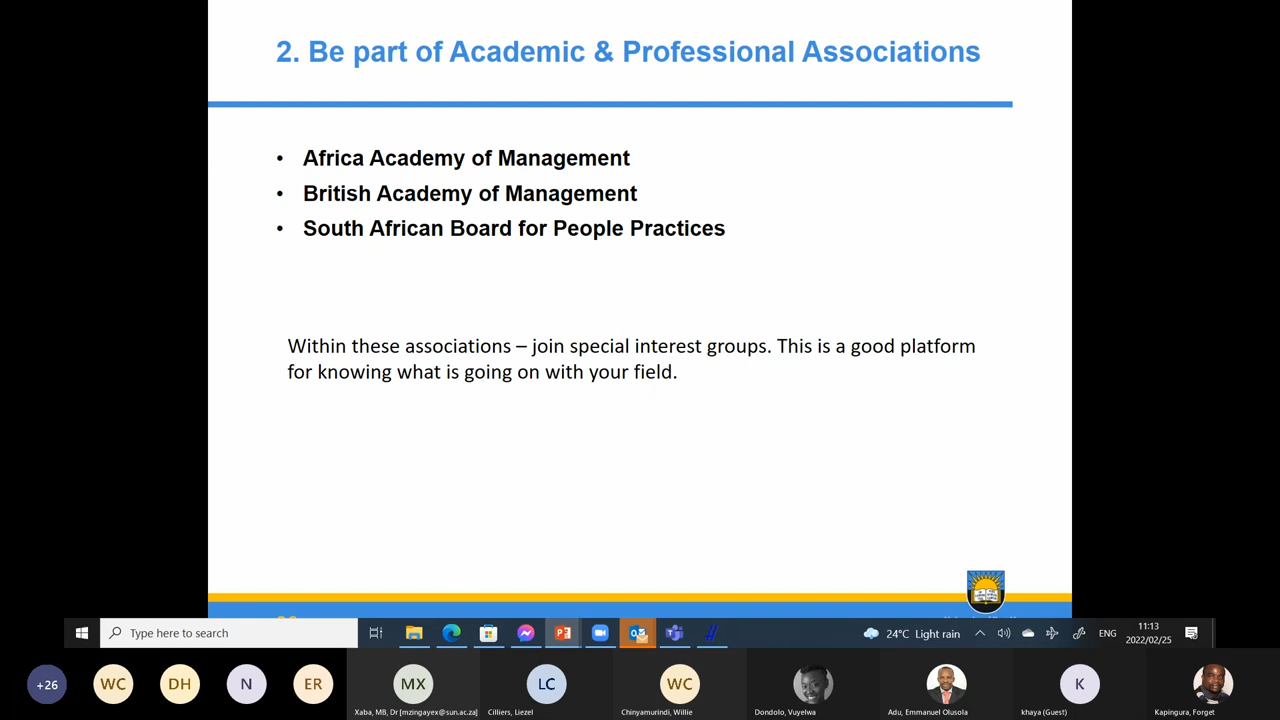 2. Be part of Academic & Professional Associations
• Africa Academy of Management
• British Academy of Management
• South African Board for People Practices
Within these associations – join special interest groups. This is a good platform
for knowing what is going on with your field.
Type here to search
24°C Light rain
ENG
11:13
2022/02/25
+26
WC
DH
N
ER
MX
LC
WC
K
Xaba, MB, Dr [mzingayex@sun.ac.za]
Cilliers, Liezel
Chinyamurindi, Willie
Dondolo, Vuyelwa
Adu, Emmanuel Olusola
khaya (Guest)
Kapingura, Forget